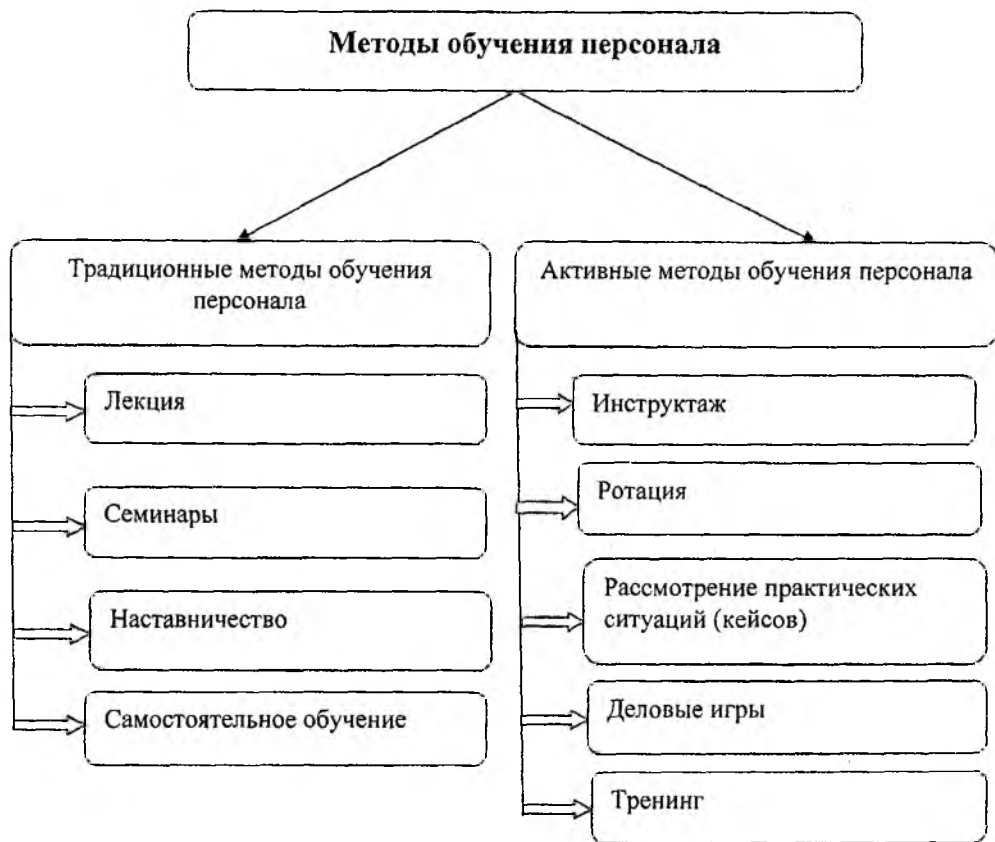 Методы обучения персонала
Традиционные методы обучения
персонала
Лекция
Семинары
Наставничество
Самостоятельное обучение
Активные методы обучения персонала
Инструктаж
Ротация
Рассмотрение практических
ситуаций (кейсов)
Деловые игры
Тренинг